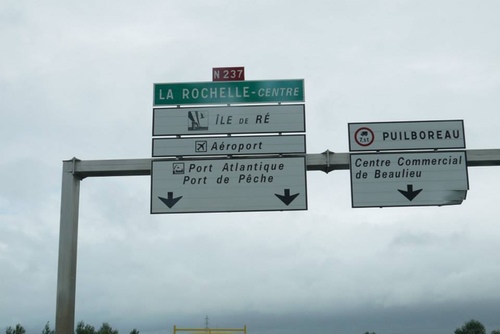 N 237
LA ROCHELLE-CENTRE
ÎLE DE RÉ
Aéroport
Port Atlantique
Port de Pêche
PUILBOREAU
Centre Commercial
de Beaulieu